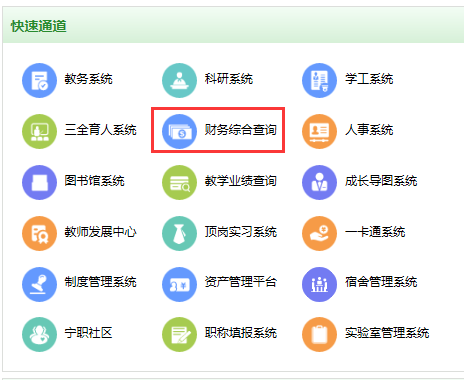 快速通道
教务系统 科研系统 学工系统
三全育人系统 财务综合查询 人事系统
图书馆系统 教学业绩查询 成长导图系统
教师发展中心 顶岗实习系统 一卡通系统
制度管理系统 资产管理平台 宿舍管理系统
宁职社区 职称填报系统 实验室管理系统